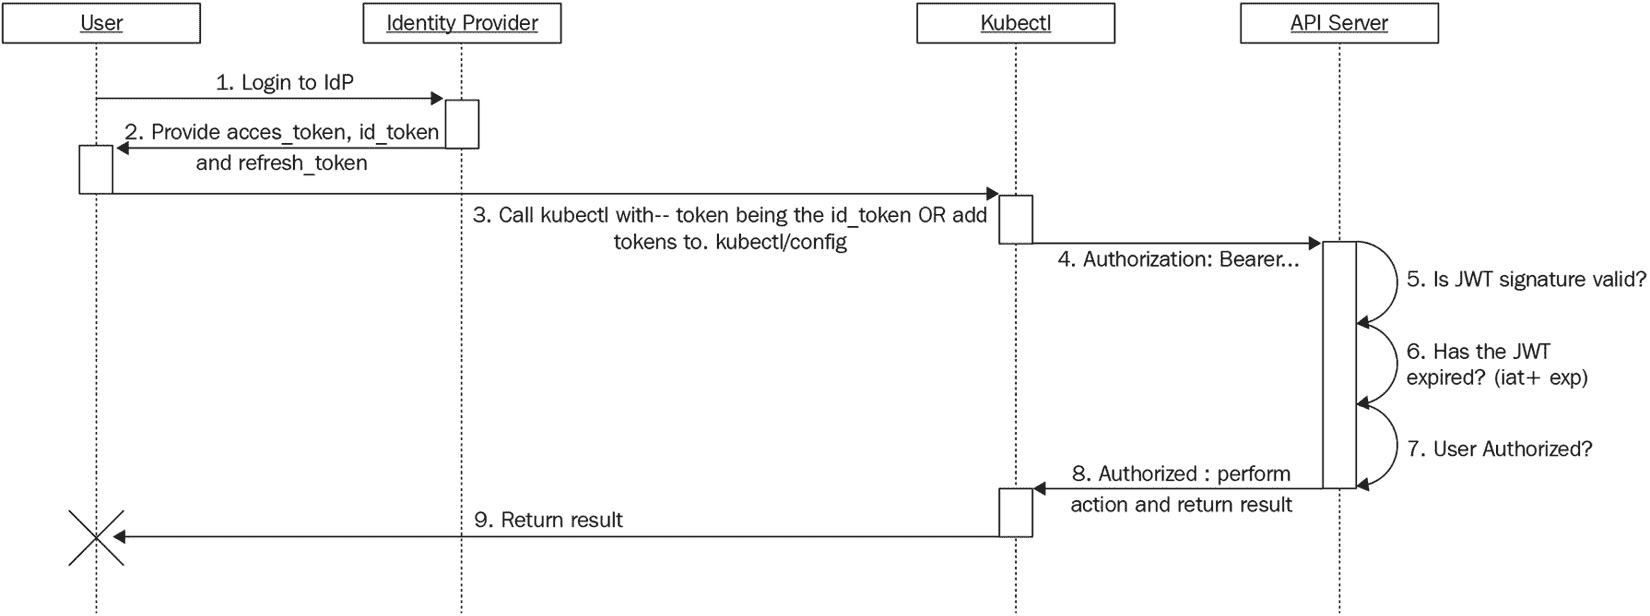 User
Identity Provider
Kubectl
API Server
1. Login to IdP
2. Provide acces_token, id_token
and refresh_token
3. Call kubectl with-- token being the id_token OR add
tokens to. kubectl/config
4. Authorization: Bearer...
5. Is JWT signature valid?
6. Has the JWT
expired? (iat+ exp)
7. User Authorized?
8. Authorized : perform
action and return result
9. Return result